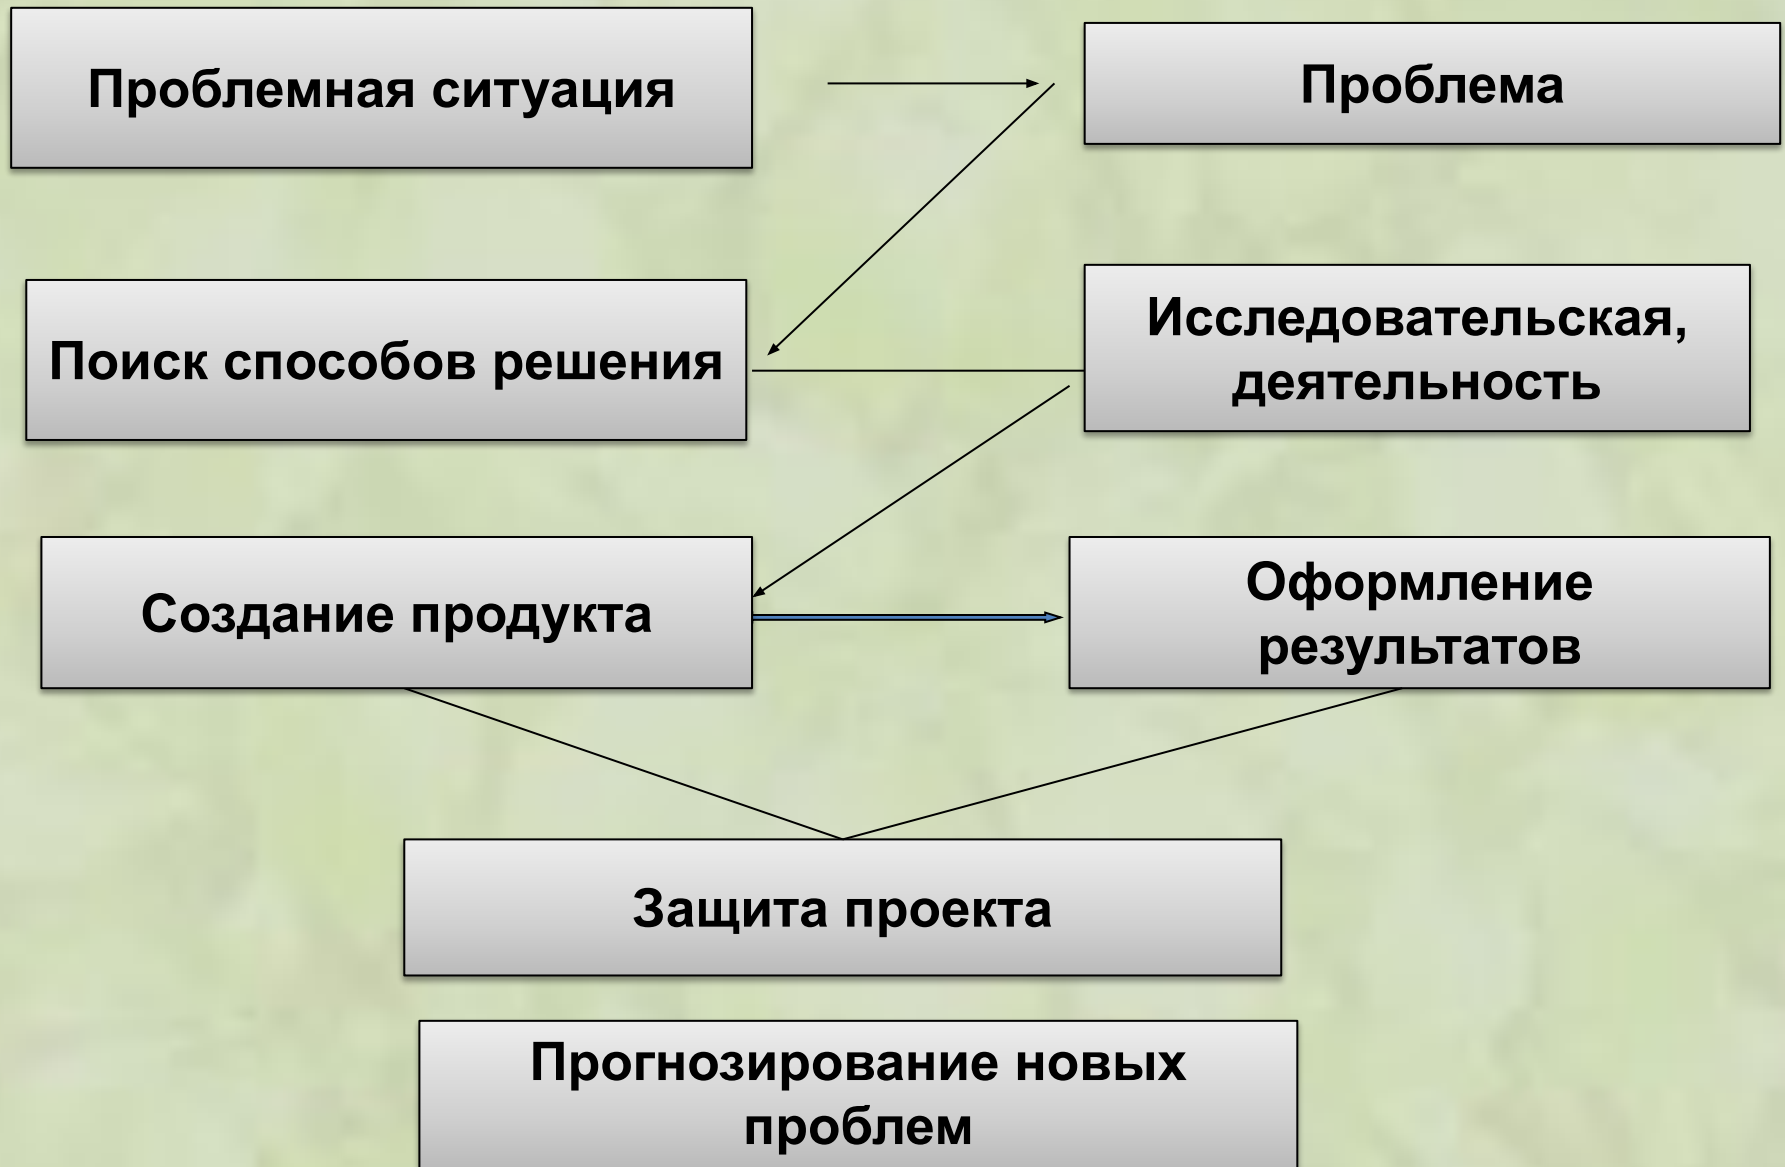 Проблемная ситуация
Проблема
Поиск способов решения
Исследовательская,
деятельность
Создание продукта
Оформление
результатов
Защита проекта
Прогнозирование новых
проблем